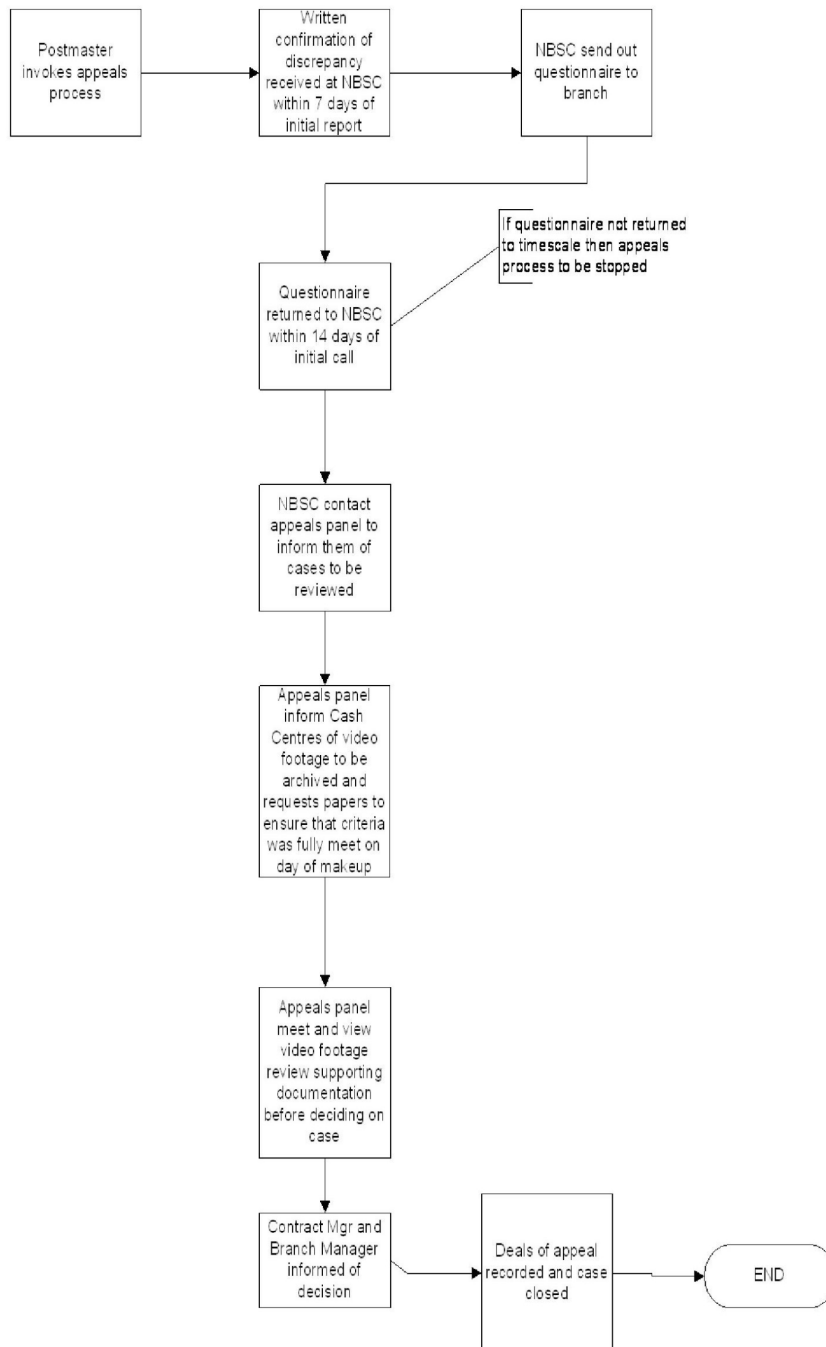 Postmaster
invokes appeals
process
Written
confirmation of
discrepancy
received at NBSC
within 7 days of
initial report
NBSC send out
questionnaire to
branch
If questionnaire not returned
to timescale then appeals
process to be stopped
Questionnaire
returned to NBSC
within 14 days of
initial call
NBSC contact
appeals panel to
inform them of
cases to be
reviewed
Appeals panel
inform Cash
Centres of video
footage to be
archived and
requests papers to
ensure that criteria
was fully meet on
day of makeup
Appeals panel
meet and view
video footage
review supporting
documentation
before deciding on
case
Contract Mgr and
Branch Manager
informed of
decision
Deals of appeal
recorded and case
closed
END